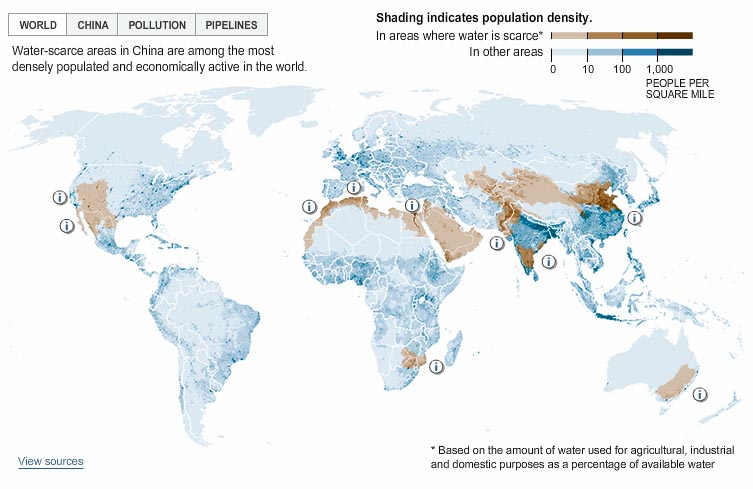 WORLD CHINA POLLUTION PIPELINES
Water-scarce areas in China are among the most
densely populated and economically active in the world.
Shading indicates population density.
In areas where water is scarce*
In other areas
0 10 100 1,000
PEOPLE PER
SQUARE MILE
View sources
* Based on the amount of water used for agricultural, industrial
and domestic purposes as a percentage of available water